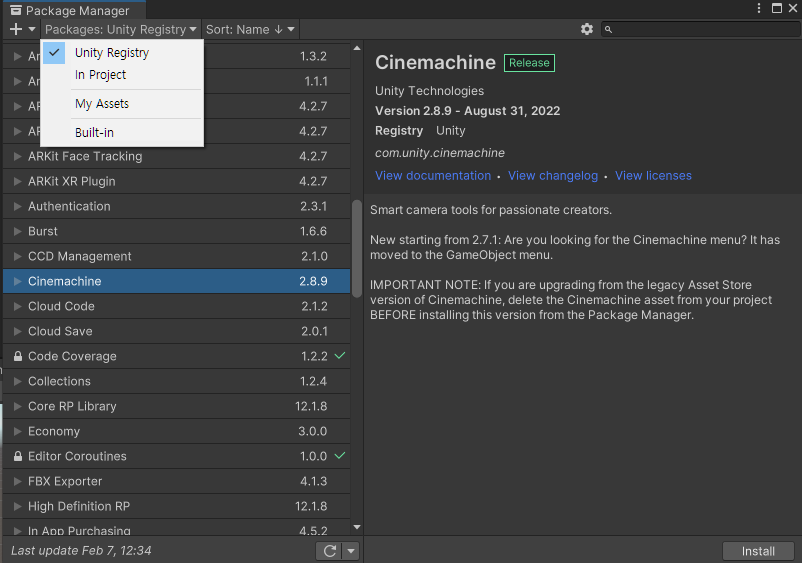 Package Manager
Packages: Unity Registry
Sort: Name ↓
Unity Registry
In Project
My Assets
Built-in
1.3.2
1.1.1
4.2.7
4.2.7
ARKit Face Tracking 4.2.7
ARKit XR Plugin 4.2.7
Authentication 2.3.1
Burst 1.6.6
CCD Management 2.1.0
Cinemachine 2.8.9
Cloud Code 2.1.2
Cloud Save 2.0.1
Code Coverage 1.2.2
Collections 1.2.4
Core RP Library 12.1.8
Economy 3.0.0
Editor Coroutines 1.0.0
FBX Exporter 4.1.3
High Definition RP 12.1.8
In App Purchasing 4.5.2
Last update Feb 7, 12:34
Cinemachine Release
Unity Technologies
Version 2.8.9 - August 31, 2022
Registry Unity
com.unity.cinemachine
View documentation • View changelog • View licenses
Smart camera tools for passionate creators.
New starting from 2.7.1: Are you looking for the Cinemachine menu? It has
moved to the GameObject menu.
IMPORTANT NOTE: If you are upgrading from the legacy Asset Store
version of Cinemachine, delete the Cinemachine asset from your project
BEFORE installing this version from the Package Manager.
Install